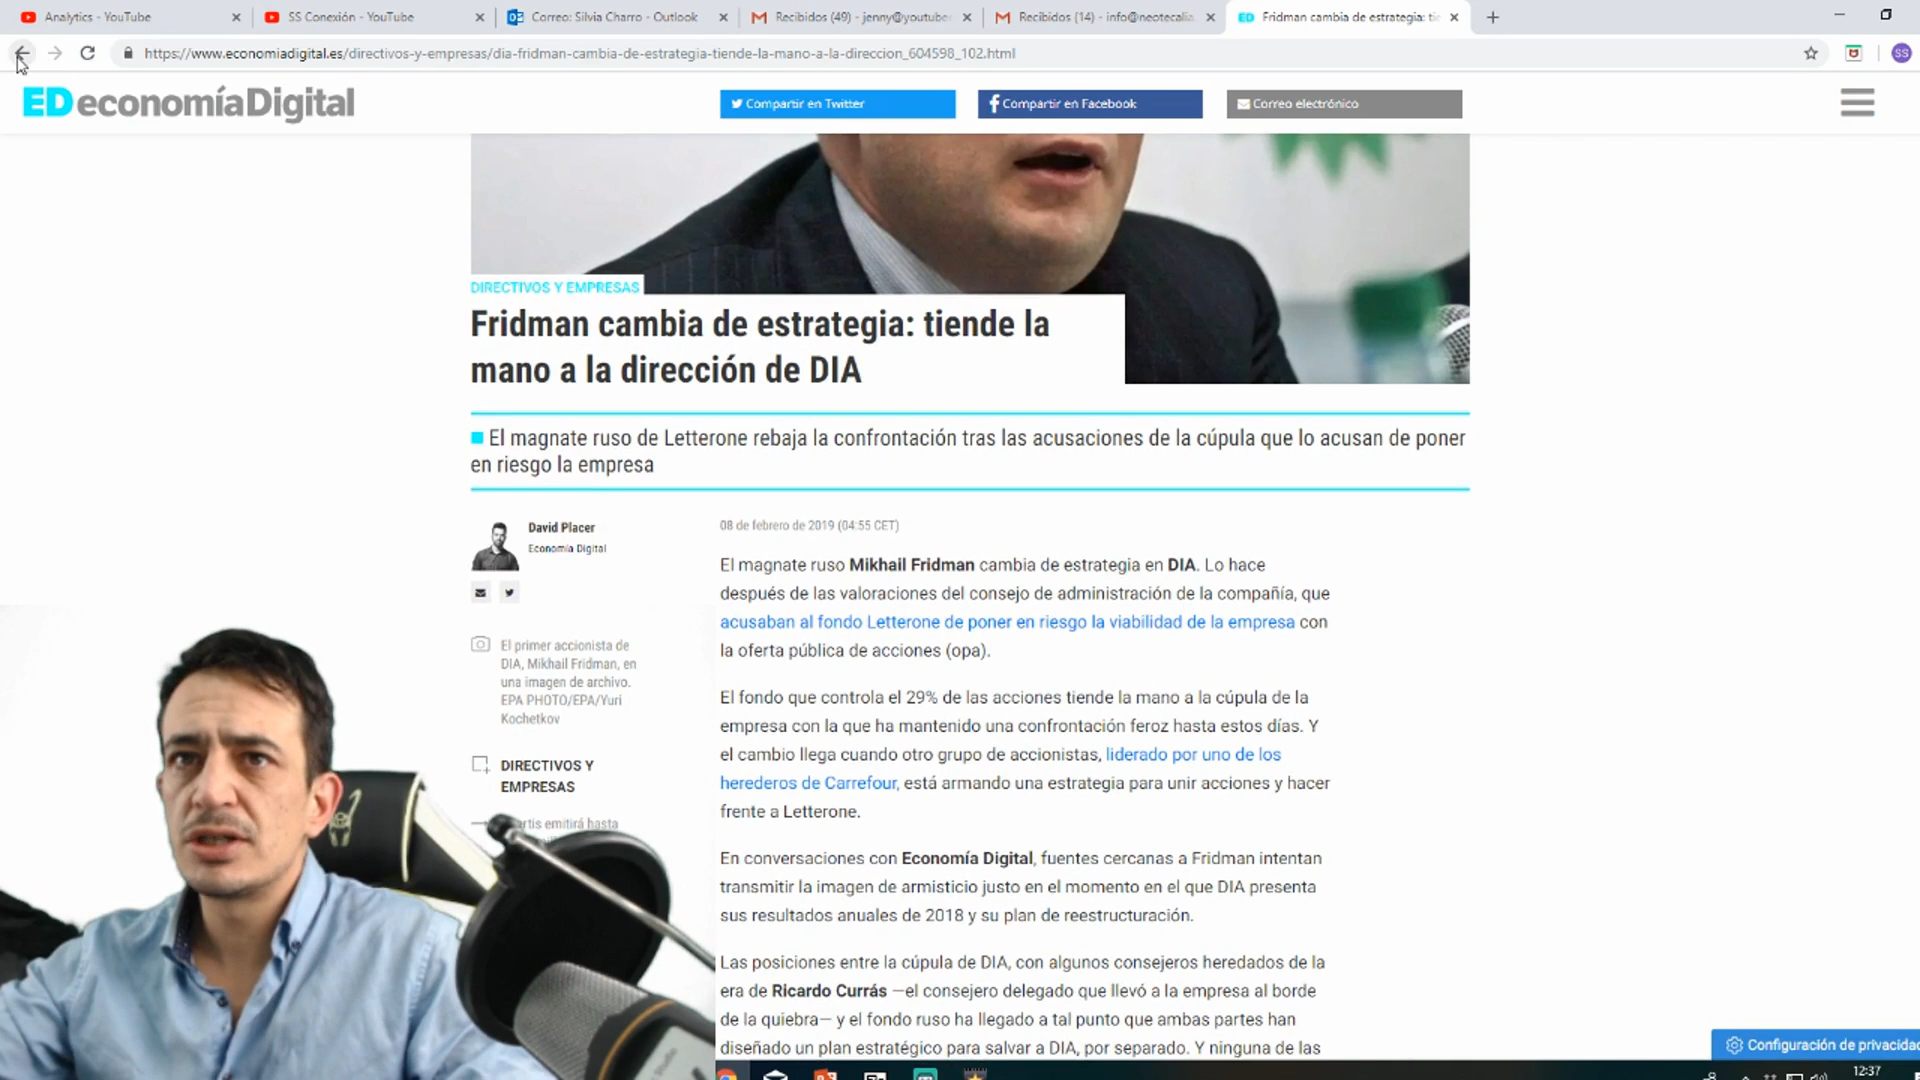 Analytics - YouTube
SS Conexión - YouTube
Correo: Silvia Charro - Outlook
Recibidos (49) - jenny@youtube
Recibidos (14) - info@neotecalia
Fridman cambia de estrategia: tie
https://www.economiadigital.es/directivos-y-empresas/dia-fridman-cambia-de-estrategia-tiende-la-mano-a-la-direccion_604598_102.html
SS
ED economíaDigital
Compartir en Twitter
Compartir en Facebook
Correo electrónico
DIRECTIVOS Y EMPRESAS
Fridman cambia de estrategia: tiende la
mano a la dirección de DIA
El magnate ruso de Letterone rebaja la confrontación tras las acusaciones de la cúpula que lo acusan de poner
en riesgo la empresa
David Placer
Economía Digital
El primer accionista de
DIA, Mikhail Fridman, en
una imagen de archivo.
EPA PHOTO/EPA/Yuri
Kochetkov
DIRECTIVOS Y
EMPRESAS
emitirá hasta
08 de febrero de 2019 (04:55 CET)
El magnate ruso Mikhail Fridman cambia de estrategia en DIA. Lo hace
después de las valoraciones del consejo de administración de la compañía, que
acusaban al fondo Letterone de poner en riesgo la viabilidad de la empresa con
la oferta pública de acciones (opa).
El fondo que controla el 29% de las acciones tiende la mano a la cúpula de la
empresa con la que ha mantenido una confrontación feroz hasta estos días. Y
el cambio llega cuando otro grupo de accionistas, liderado por uno de los
herederos de Carrefour, está armando una estrategia para unir acciones y hacer
frente a Letterone.
En conversaciones con Economía Digital, fuentes cercanas a Fridman intentan
transmitir la imagen de armisticio justo en el momento en el que DIA presenta
sus resultados anuales de 2018 y su plan de reestructuración.
Las posiciones entre la cúpula de DIA, con algunos consejeros heredados de la
era de Ricardo Currás —el consejero delegado que llevó a la empresa al borde
de la quiebra— y el fondo ruso ha llegado a tal punto que ambas partes han
diseñado un plan estratégico para salvar a DIA, por separado. Y ninguna de las
Configuración de privacidad
12:37